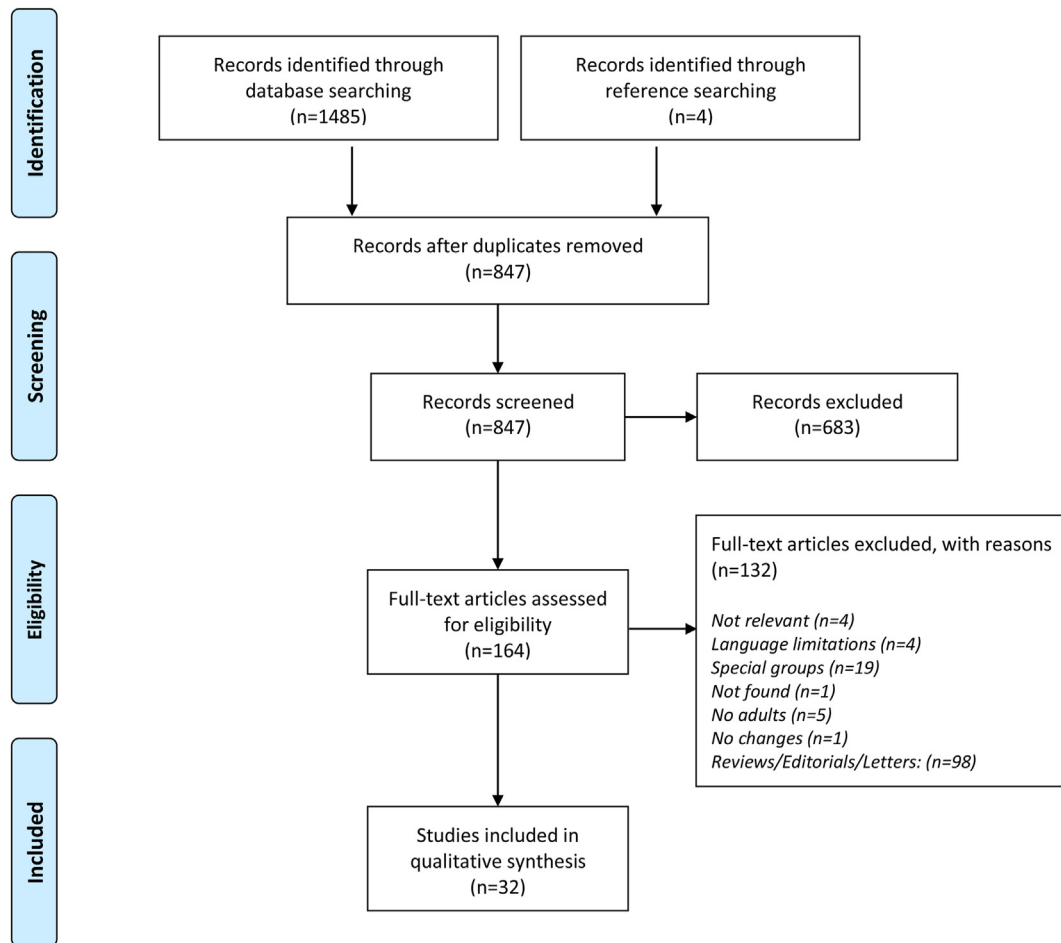 Identification
Records identified through
database searching
(n=1485)
Records identified through
reference searching
(n=4)
Records after duplicates removed
(n=847)
Screening
Records screened
(n=847)
Records excluded
(n=683)
Eligibility
Full-text articles assessed
for eligibility
(n=164)
Full-text articles excluded, with reasons
(n=132)
Not relevant (n=4)
Language limitations (n=4)
Special groups (n=19)
Not found (n=1)
No adults (n=5)
No changes (n=1)
Reviews/Editorials/Letters: (n=98)
Included
Studies included in
qualitative synthesis
(n=32)